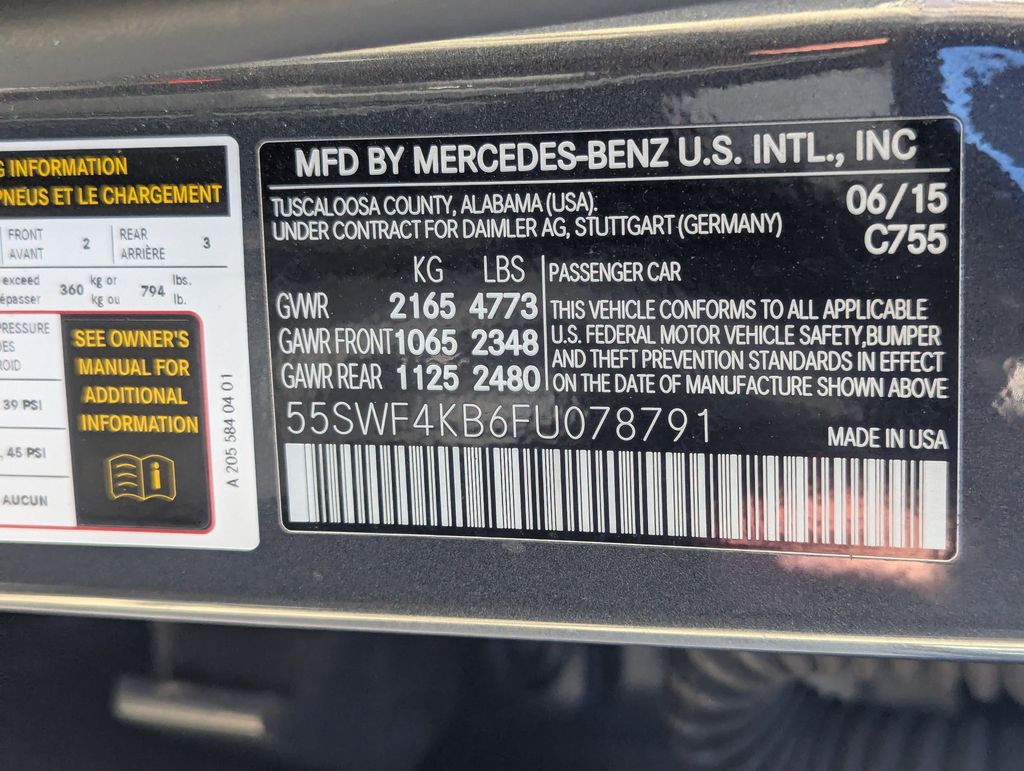 G INFORMATION
PNEUS ET LE CHARGEMENT
FRONT
AVANT
2
REAR
ARRIÈRE
3
exceed
épasser
360
kg or
kg ou
794
lbs.
lb.
PRESSURE
DES
ROID
39 PSI
45 PSI
AUCUN
SEE OWNER'S
MANUAL FOR
ADDITIONAL
INFORMATION
A 205 584 04 01
MFD BY MERCEDES-BENZ U.S. INTL., INC
TUSCALOOSA COUNTY, ALABAMA (USA).
06/15
UNDER CONTRACT FOR DAIMLER AG, STUTTGART (GERMANY)
C755
KG LBS
GVWR 2165 4773
GAWR FRONT 1065 2348
GAWR REAR 1125 2480
PASSENGER CAR
THIS VEHICLE CONFORMS TO ALL APPLICABLE
U.S. FEDERAL MOTOR VEHICLE SAFETY,BUMPER
AND THEFT PREVENTION STANDARDS IN EFFECT
ON THE DATE OF MANUFACTURE SHOWN ABOVE
55SWF4KB6FU078791
MADE IN USA